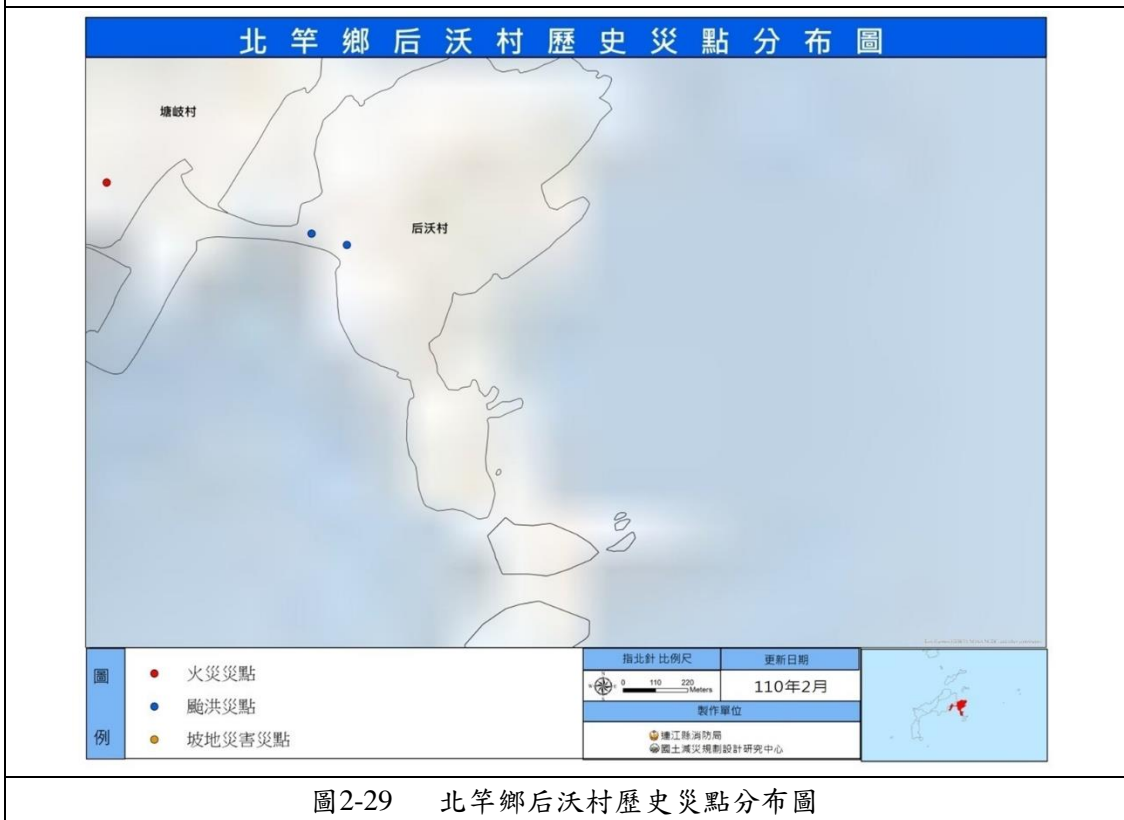 北竿鄉后沃村歷史災點分布圖
塘岐村
后沃村
圖例
火災災點
颱洪災點
坡地災害災點
指北針 比例尺
更新日期
0 110 220
Meters
110年2月
製作單位
連江縣消防局
國土減災規劃設計研究中心
圖2-29 北竿鄉后沃村歷史災點分布圖